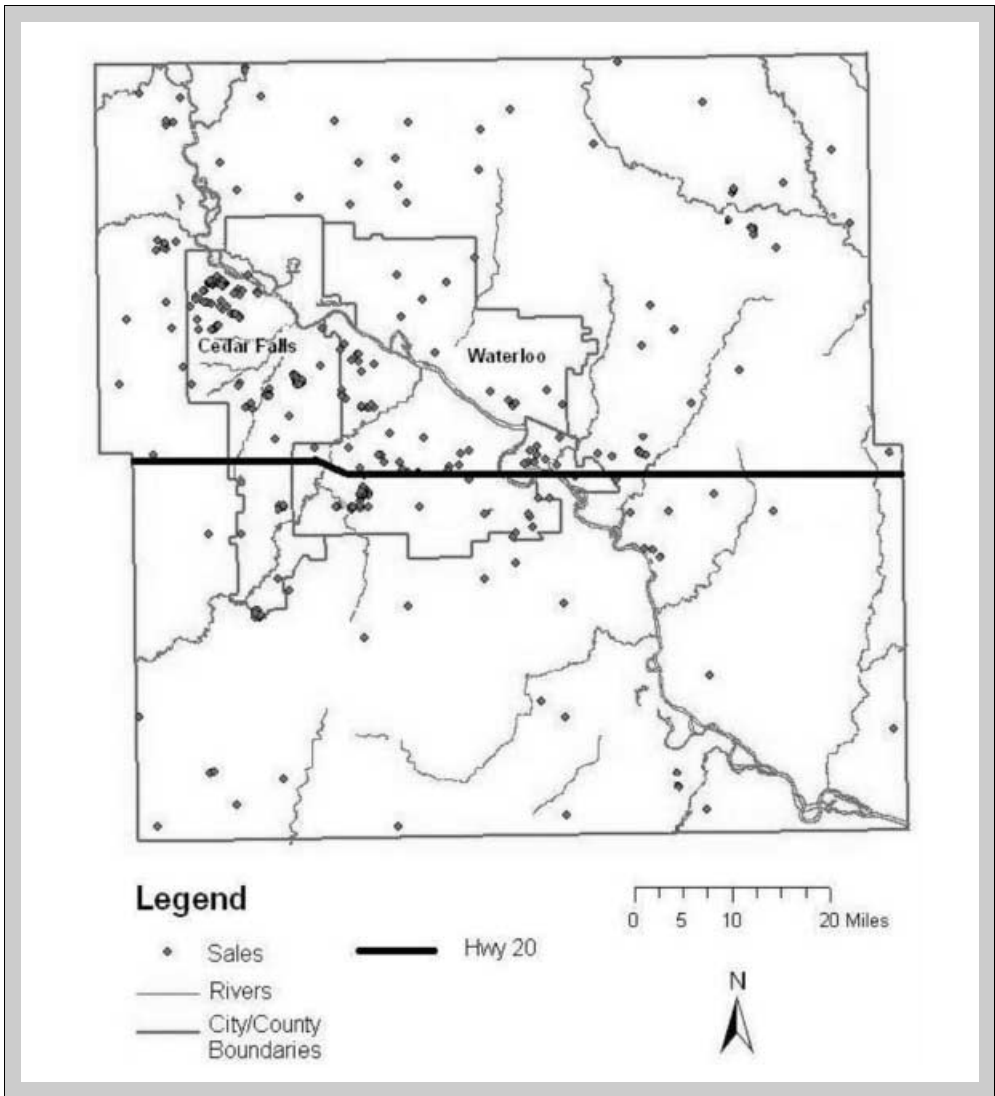 Cedar Falls
Waterloo
Legend
Sales
Hwy 20
Rivers
City/County
Boundaries
0 5 10 20 Miles
N